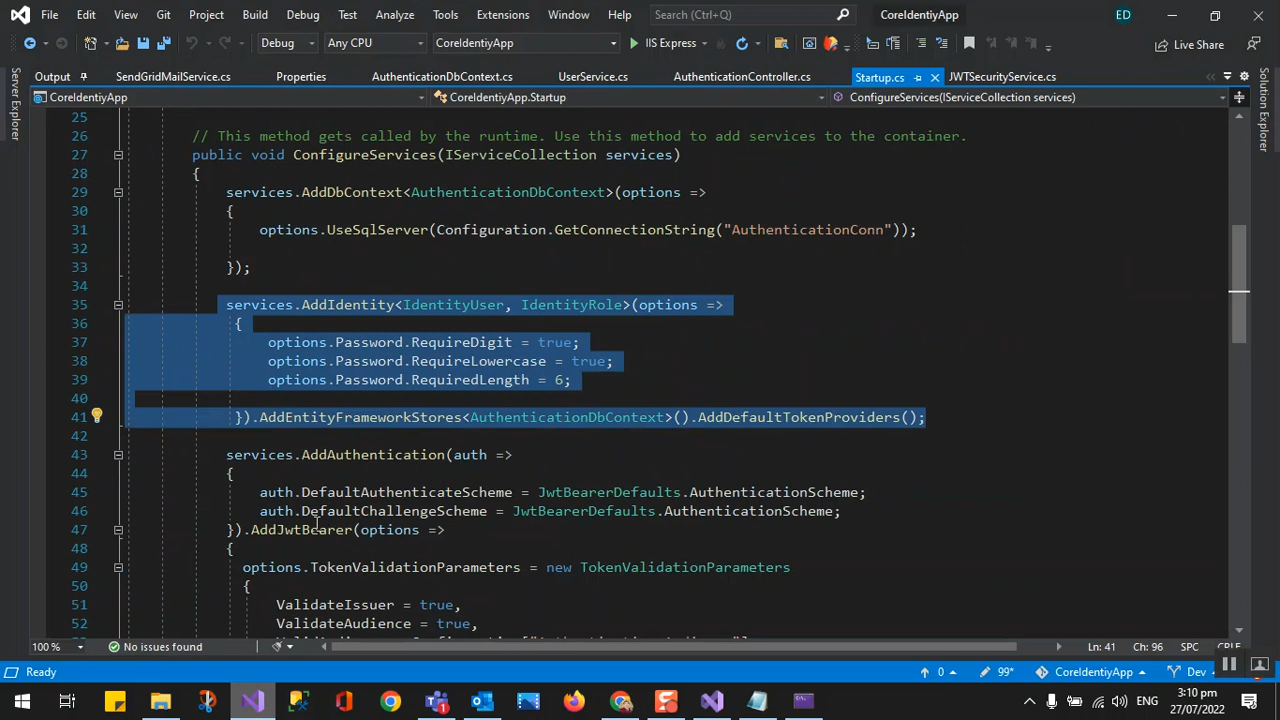 File Edit View Git Project Build Debug Test Analyze Tools Extensions Window Help Search (Ctrl+Q) CoreIdentiyApp ED
Debug Any CPU CoreIdentiyApp IIS Express Live Share
Output SendGridMailService.cs Properties AuthenticationDbContext.cs UserService.cs AuthenticationController.cs Startup.cs JWTSecurityService.cs
CoreIdentiyApp CoreIdentiyApp.Startup ConfigureServices(IServiceCollection services)
Server Explorer
Solution Explorer
25
26 // This method gets called by the runtime. Use this method to add services to the container.
27 public void ConfigureServices(IServiceCollection services)
28 {
29 services.AddDbContext<AuthenticationDbContext>(options =>
30 {
31 options.UseSqlServer(Configuration.GetConnectionString("AuthenticationConn"));
32
33 });
34
35 services.AddIdentity<IdentityUser, IdentityRole>(options =>
36 {
37 options.Password.RequireDigit = true;
38 options.Password.RequireLowercase = true;
39 options.Password.RequiredLength = 6;
40
41 }).AddEntityFrameworkStores<AuthenticationDbContext>().AddDefaultTokenProviders();
42
43 services.AddAuthentication(auth =>
44 {
45 auth.DefaultAuthenticateScheme = JwtBearerDefaults.AuthenticationScheme;
46 auth.DefaultChallengeScheme = JwtBearerDefaults.AuthenticationScheme;
47 }).AddJwtBearer(options =>
48 {
49 options.TokenValidationParameters = new TokenValidationParameters
50 {
51 ValidateIssuer = true,
52 ValidateAudience = true,
100 % No issues found Ln: 41 Ch: 96 SPC CRLF
Ready 0 99* CoreIdentiyApp Dev
ENG 3:10 pm
27/07/2022